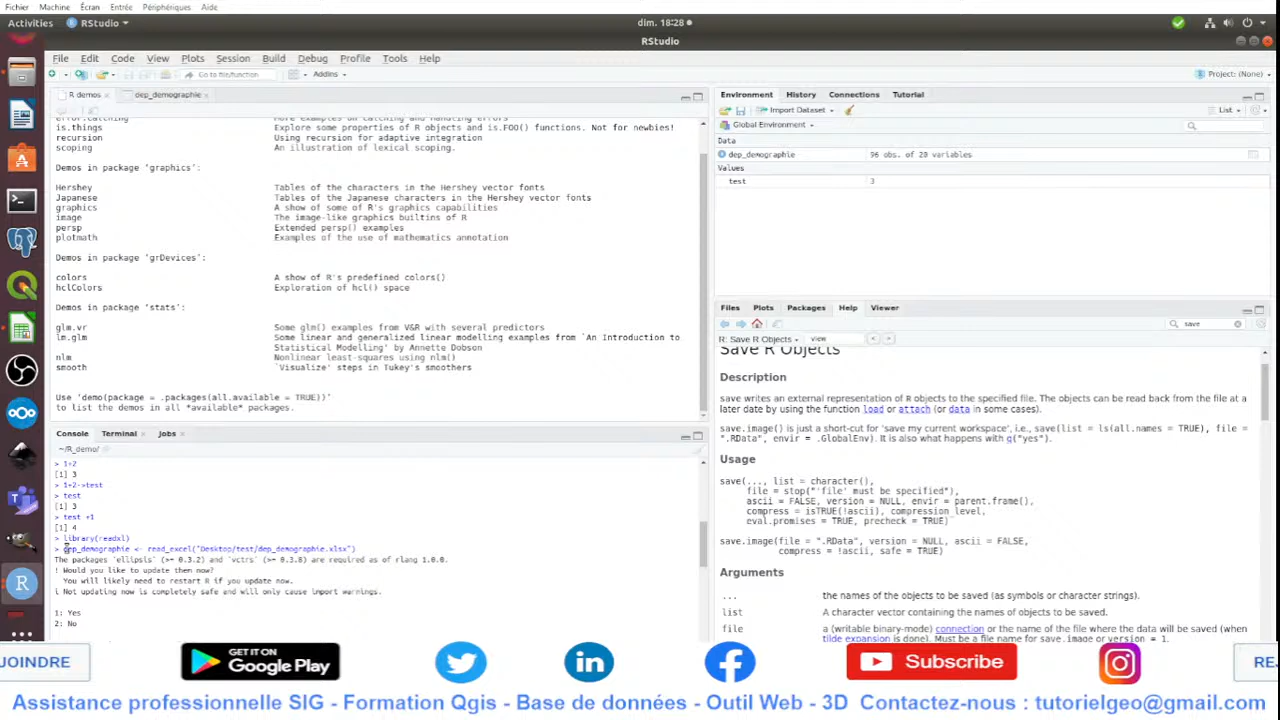 Fichier Machine Écran Entrée Périphériques Aide
Activities RStudio dim. 18:28
RStudio
File Edit Code View Plots Session Build Debug Profile Tools Help
Go to file/function Addins Project: (None)
R demos dep_demographie
error.catching More examples on catching and handling errors
is.things Explore some properties of R objects and is.FOO() functions. Not for newbies!
recursion Using recursion for adaptive integration
scoping An illustration of lexical scoping.
Demos in package 'graphics':
Hershey Tables of the characters in the Hershey vector fonts
Japanese Tables of the Japanese characters in the Hershey vector fonts
graphics A show of some of R's graphics capabilities
image The image-like graphics builtins of R
persp Extended persp() examples
plotmath Examples of the use of mathematics annotation
Demos in package 'grDevices':
colors A show of R's predefined colors()
hclColors Exploration of hcl() space
Demos in package 'stats':
glm.vr Some glm() examples from V&R with several predictors
lm.glm Some linear and generalized linear modelling examples from `An Introduction to
Statistical Modelling' by Annette Dobson
nlm Nonlinear least-squares using nlm()
smooth `Visualize' steps in Tukey's smoothers
Use 'demo(package = .packages(all.available = TRUE))'
to list the demos in all *available* packages.
Console Terminal Jobs
~/R_demo/
> 1+2
[1] 3
> 1+2->test
> test
[1] 3
> test +1
[1] 4
> library(readxl)
> dep_demographie <- read_excel("Desktop/test/dep_demographie.xlsx")
The packages `ellipsis` (>= 0.3.2) and `vctrs` (>= 0.3.8) are required as of rlang 1.0.0.
! Would you like to update them now?
You will likely need to restart R if you update now.
i Not updating now is completely safe and will only cause import warnings.
1: Yes
2: No
Environment History Connections Tutorial
Import Dataset List
Global Environment
Data
dep_demographie 96 obs. of 20 variables
Values
test 3
Files Plots Packages Help Viewer
save
R: Save R Objects view
Save R Objects
Description
save writes an external representation of R objects to the specified file. The objects can be read back from the file at a
later date by using the function load or attach (or data in some cases).
save.image() is just a short-cut for 'save my current workspace', i.e., save(list = ls(all.names = TRUE), file =
".RData", envir = .GlobalEnv). It is also what happens with q("yes").
Usage
save(..., list = character(),
file = stop("'file' must be specified"),
ascii = FALSE, version = NULL, envir = parent.frame(),
compress = isTRUE(!ascii), compression_level,
eval.promises = TRUE, precheck = TRUE)
save.image(file = ".RData", version = NULL, ascii = FALSE,
compress = !ascii, safe = TRUE)
Arguments
... the names of the objects to be saved (as symbols or character strings).
list A character vector containing the names of objects to be saved.
file a (writable binary-mode) connection or the name of the file where the data will be saved (when
tilde expansion is done). Must be a file name for save.image or version = 1.
JOINDRE GET IT ON Google Play Subscribe RE
Assistance professionnelle SIG - Formation Qgis - Base de données - Outil Web - 3D Contactez-nous : tutorielgeo@gmail.com